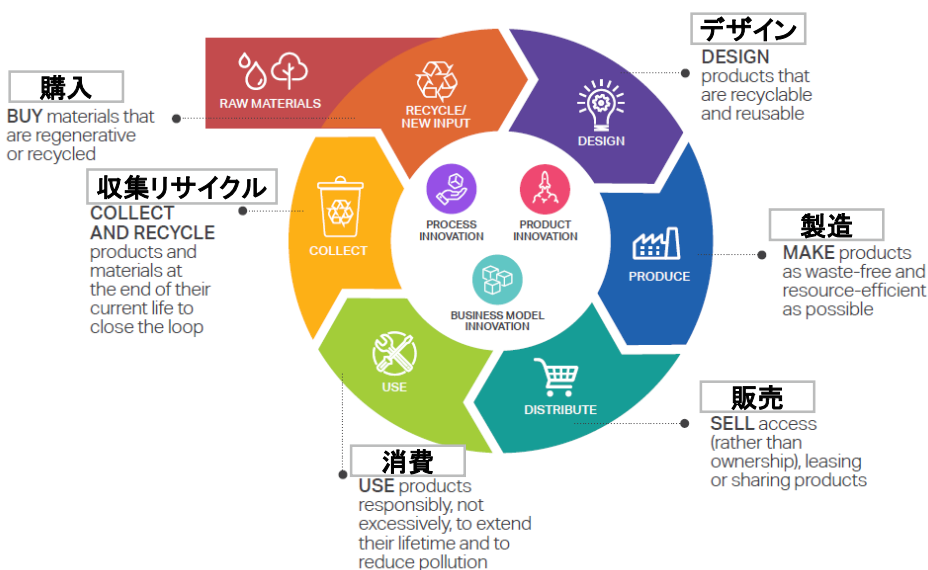 デザイン
DESIGN
products that
are recyclable
and reusable
購入
BUY materials that
are regenerative
or recycled
RAW MATERIALS
RECYCLE/
NEW INPUT
DESIGN
収集リサイクル
COLLECT
AND RECYCLE
products and
materials at
the end of their
current life to
close the loop
COLLECT
PROCESS
INNOVATION
PRODUCT
INNOVATION
BUSINESS MODEL
INNOVATION
PRODUCE
製造
MAKE products
as waste-free and
resource-efficient
as possible
USE
DISTRIBUTE
販売
SELL access
(rather than
ownership), leasing
or sharing products
消費
USE products
responsibly, not
excessively, to extend
their lifetime and to
reduce pollution